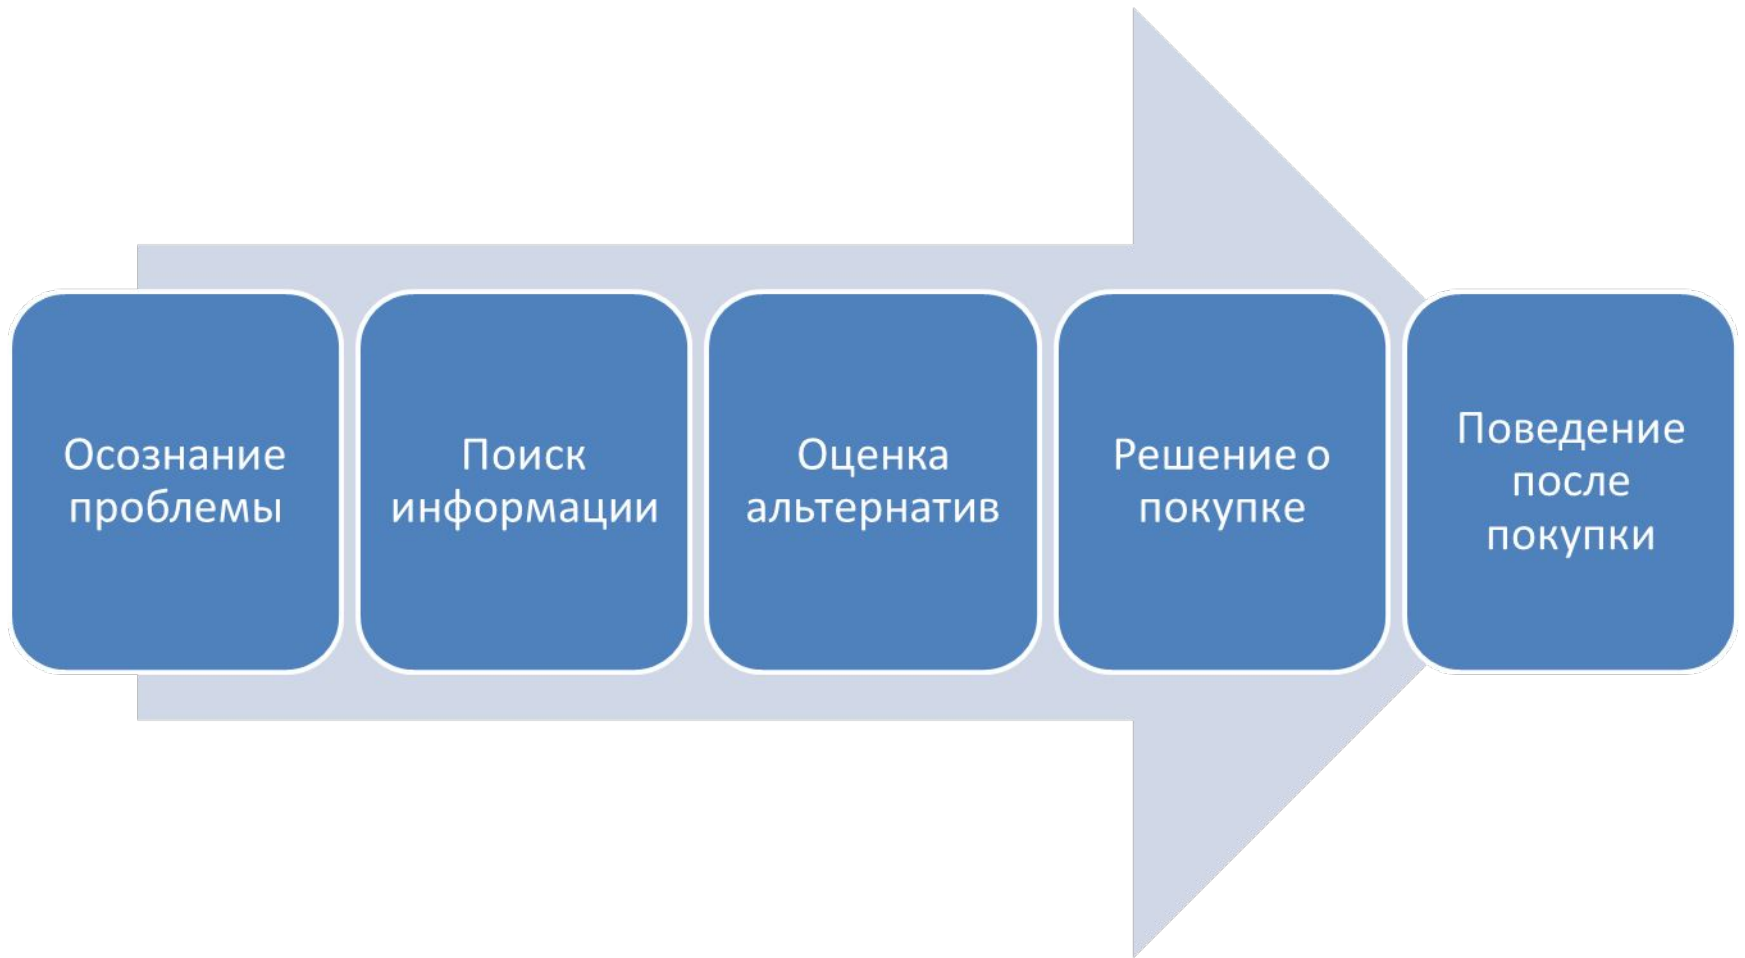 Осознание
проблемы
Поиск
информации
Оценка
альтернатив
Решение о
покупке
Поведение
после
покупки